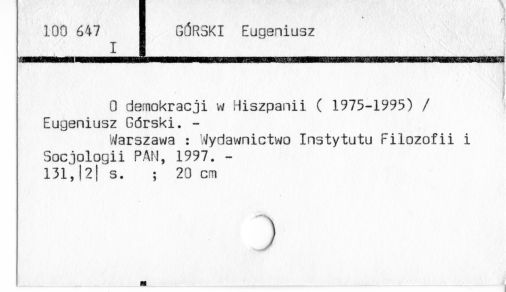 100 647 GÓRSKI Eugeniusz
I
O demokracji w Hiszpanii ( 1975-1995) /
Eugeniusz Górski. –
Warszawa : Wydawnictwo Instytutu Filozofii i
Socjologii PAN, 1997. –
131,|2| s. ; 20 cm